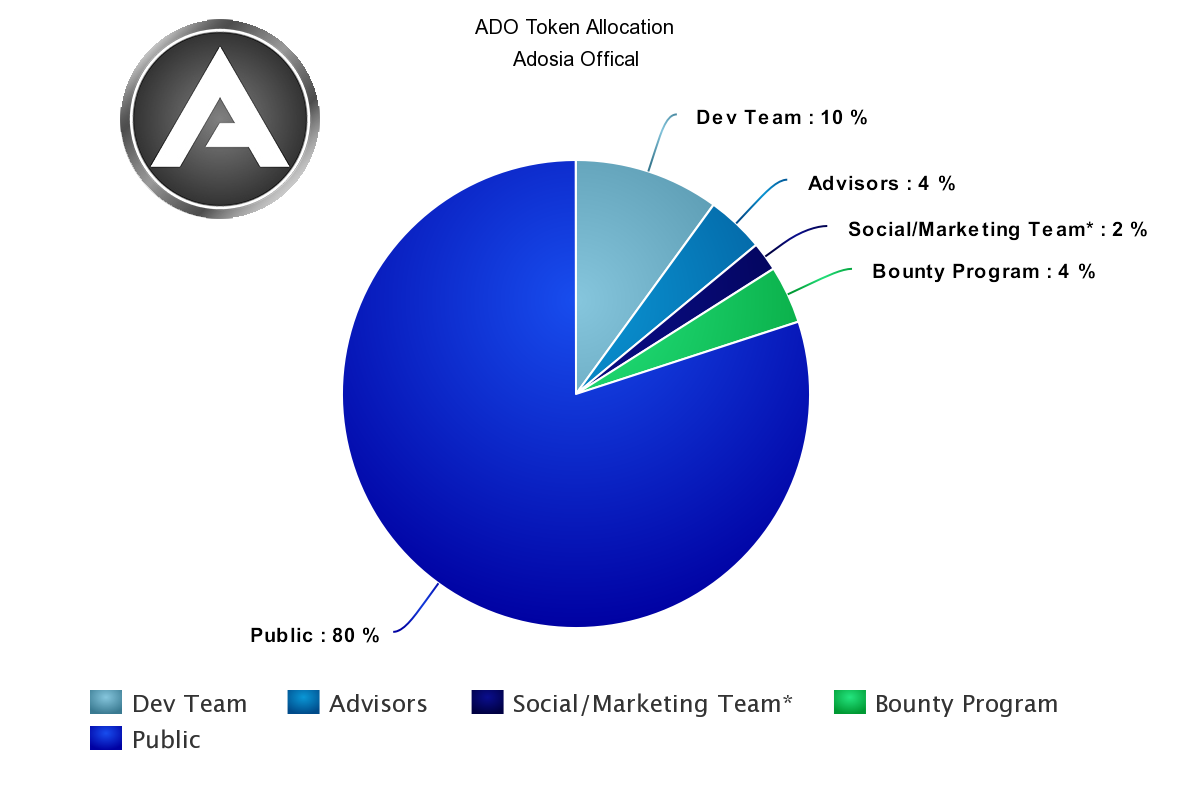 ADO Token Allocation
Adosia Offical
Dev Team : 10 %
Advisors : 4 %
Social/Marketing Team* : 2 %
Bounty Program : 4 %
Public : 80 %
Dev Team Advisors Social/Marketing Team* Bounty Program
Public